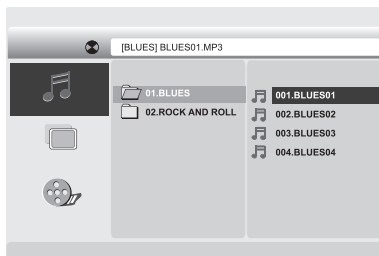 [BLUES] BLUES01.MP3
01.BLUES
02.ROCK AND ROLL
001.BLUES01
002.BLUES02
003.BLUES03
004.BLUES04